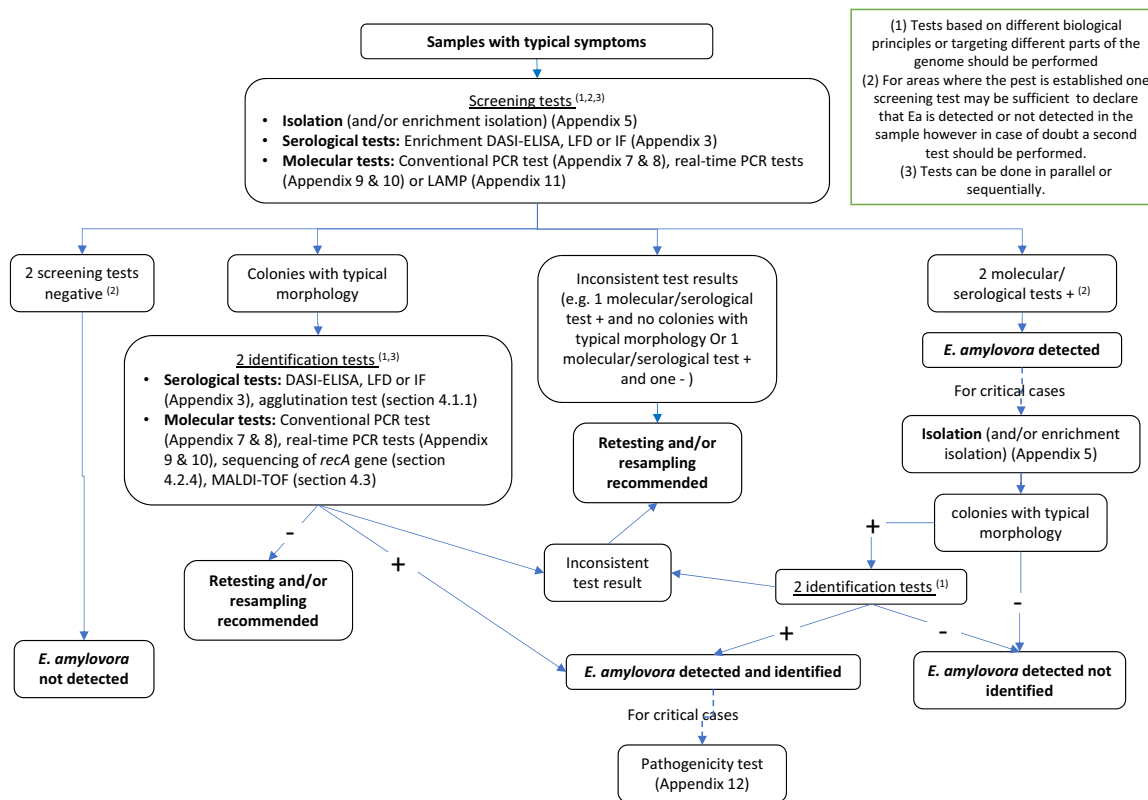 Samples with typical symptoms
(1) Tests based on different biological
principles or targeting different parts of the
genome should be performed
(2) For areas where the pest is established one
screening test may be sufficient to declare
that Ea is detected or not detected in the
sample however in case of doubt a second
test should be performed.
(3) Tests can be done in parallel or
sequentially.
Screening tests (1,2,3)
• Isolation (and/or enrichment isolation) (Appendix 5)
• Serological tests: Enrichment DASI-ELISA, LFD or IF (Appendix 3)
• Molecular tests: Conventional PCR test (Appendix 7 & 8), real-time PCR tests
(Appendix 9 & 10) or LAMP (Appendix 11)
2 screening tests
negative (2)
Colonies with typical
morphology
Inconsistent test results
(e.g. 1 molecular/serological
test + and no colonies with
typical morphology Or 1
molecular/serological test +
and one - )
2 molecular/
serological tests + (2)
2 identification tests (1,3)
• Serological tests: DASI-ELISA, LFD or IF
(Appendix 3), agglutination test (section 4.1.1)
• Molecular tests: Conventional PCR test
(Appendix 7 & 8), real-time PCR tests (Appendix
9 & 10), sequencing of recA gene (section
4.2.4), MALDI-TOF (section 4.3)
E. amylovora detected
For critical cases
Retesting and/or
resampling
recommended
Isolation (and/or enrichment
isolation) (Appendix 5)
colonies with typical
morphology
+
-
+
Inconsistent
test result
Retesting and/or
resampling
recommended
2 identification tests (1)
-
+
-
E. amylovora
not detected
E. amylovora detected and identified
E. amylovora detected not
identified
For critical cases
Pathogenicity test
(Appendix 12)